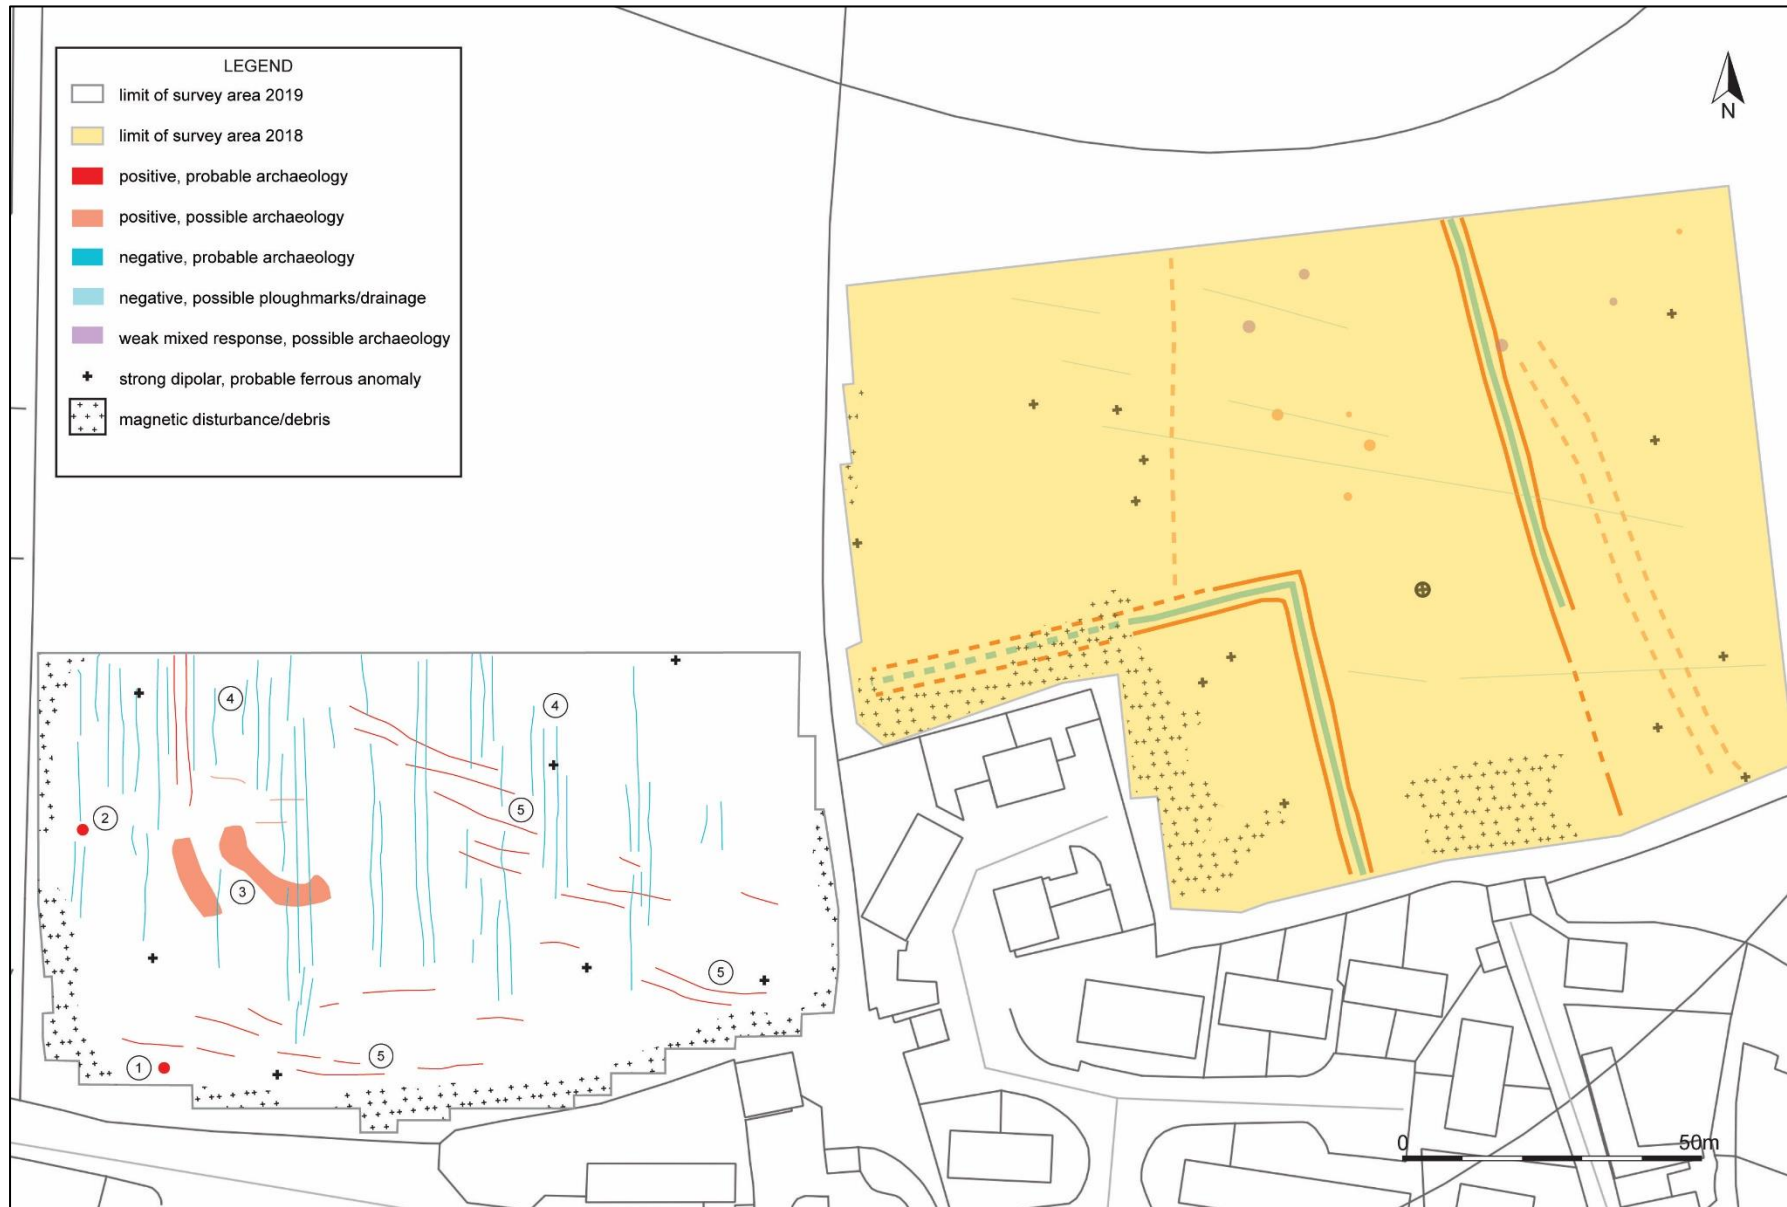 LEGEND
limit of survey area 2019
limit of survey area 2018
positive, probable archaeology
positive, possible archaeology
negative, probable archaeology
negative, possible ploughmarks/drainage
weak mixed response, possible archaeology
strong dipolar, probable ferrous anomaly
magnetic disturbance/debris
N
4
4
5
2
3
5
5
1
0 50m